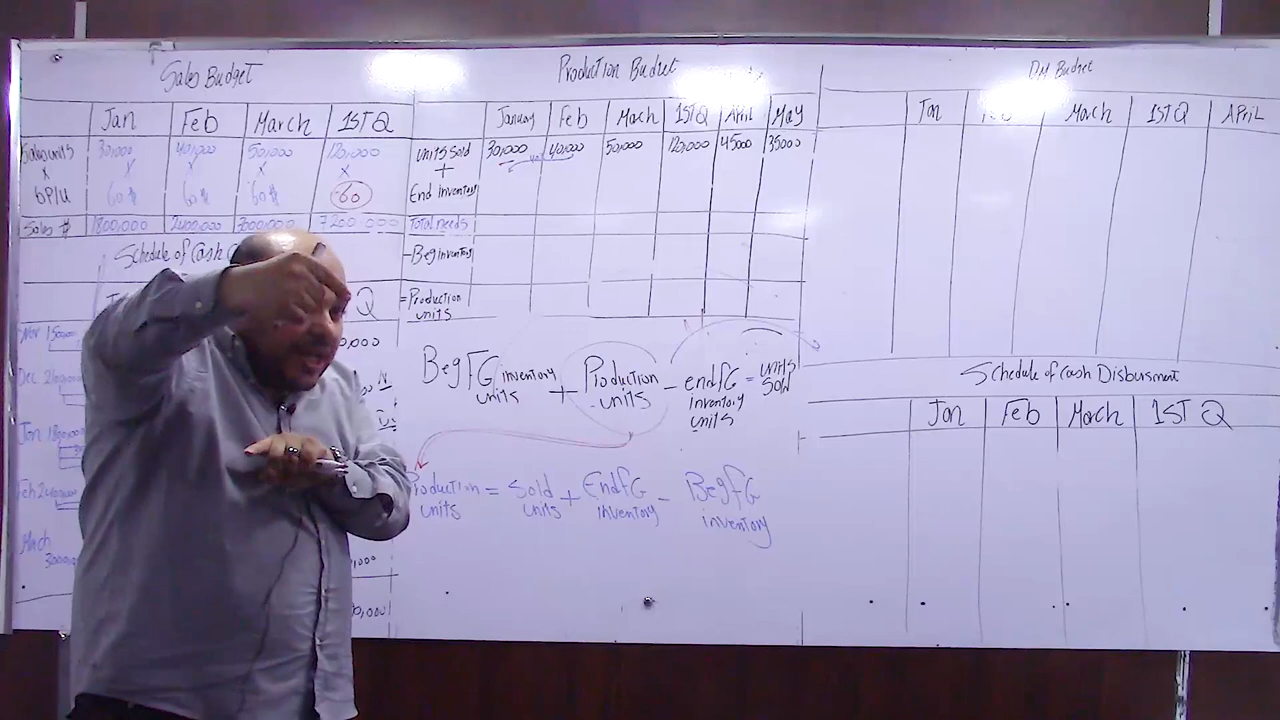 Sales Budget
Jan Feb March 1ST Q
Sales units 30,000 40,000 50,000 120,000
x x x x x
SP/U 60$ 60$ 60$ 60
Sales $ 1800,000 2400,000 3000,000 7200,000
Schedule of Cash
Q
Nov
Dec
Jan 1800,000
Feb
March
3000,0
Production Budget
January Feb March 1ST Q April May
units sold 30,000 40,000 50,000 120,000 45000 35000
+
End inventory
Total needs
- Beg inventory
= Production
units
Beg FG inventory units + Production units - end FG inventory units = units sold
Production units = Sold units + End FG inventory - Beg FG inventory
DM Budget
Jan March 1ST Q April
Schedule of Cash Disbursment
Jan Feb March 1ST Q